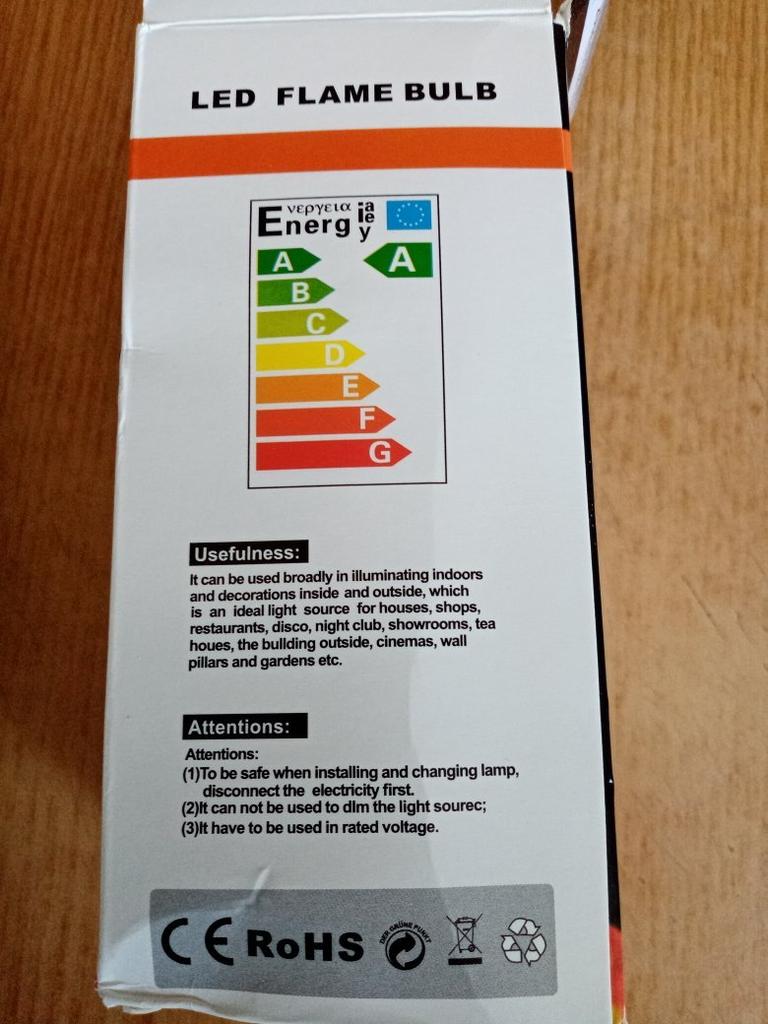 LED FLAME BULB
Energ νεργεια ia ie y
A A
B
C
D
E
F
G
Usefulness:
It can be used broadly in illuminating indoors
and decorations inside and outside, which
is an ideal light source for houses, shops,
restaurants, disco, night club, showrooms, tea
houes, the bullding outside, cinemas, wall
pillars and gardens etc.
Attentions:
Attentions:
(1)To be safe when installing and changing lamp,
disconnect the electricity first.
(2)It can not be used to dlm the light sourec;
(3)It have to be used in rated voltage.
CE RoHS DER GRÜNE PUNKT